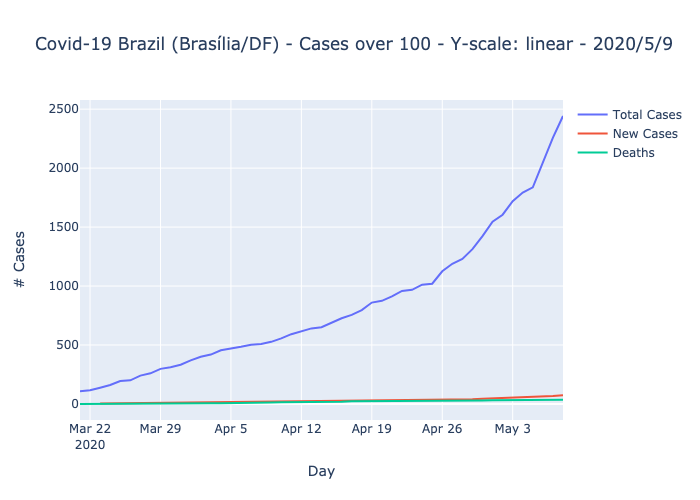 Covid-19 Brazil (Brasília/DF) - Cases over 100 - Y-scale: linear - 2020/5/9
Total Cases
New Cases
Deaths
2500
2000
1500
1000
500
0
# Cases
Mar 22 Mar 29 Apr 5 Apr 12 Apr 19 Apr 26 May 3
2020
Day